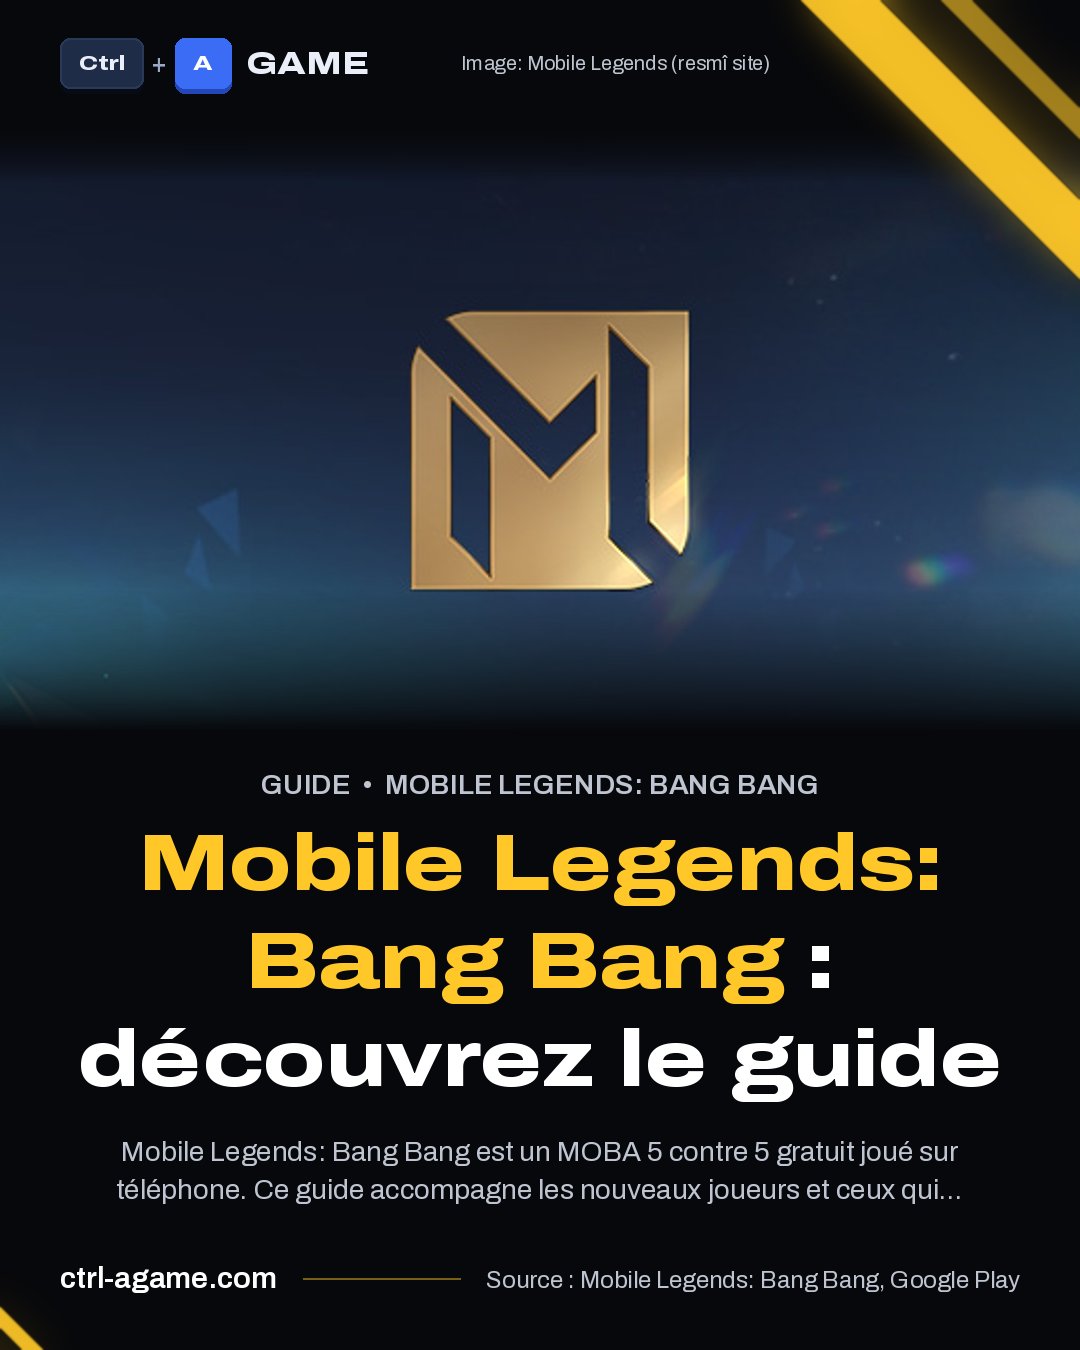 Ctrl + A GAME
Image: Mobile Legends (resmî site)
GUIDE • MOBILE LEGENDS: BANG BANG
Mobile Legends:
Bang Bang :
découvrez le guide
Mobile Legends: Bang Bang est un MOBA 5 contre 5 gratuit joué sur
téléphone. Ce guide accompagne les nouveaux joueurs et ceux qui...
ctrl-agame.com
Source : Mobile Legends: Bang Bang, Google Play